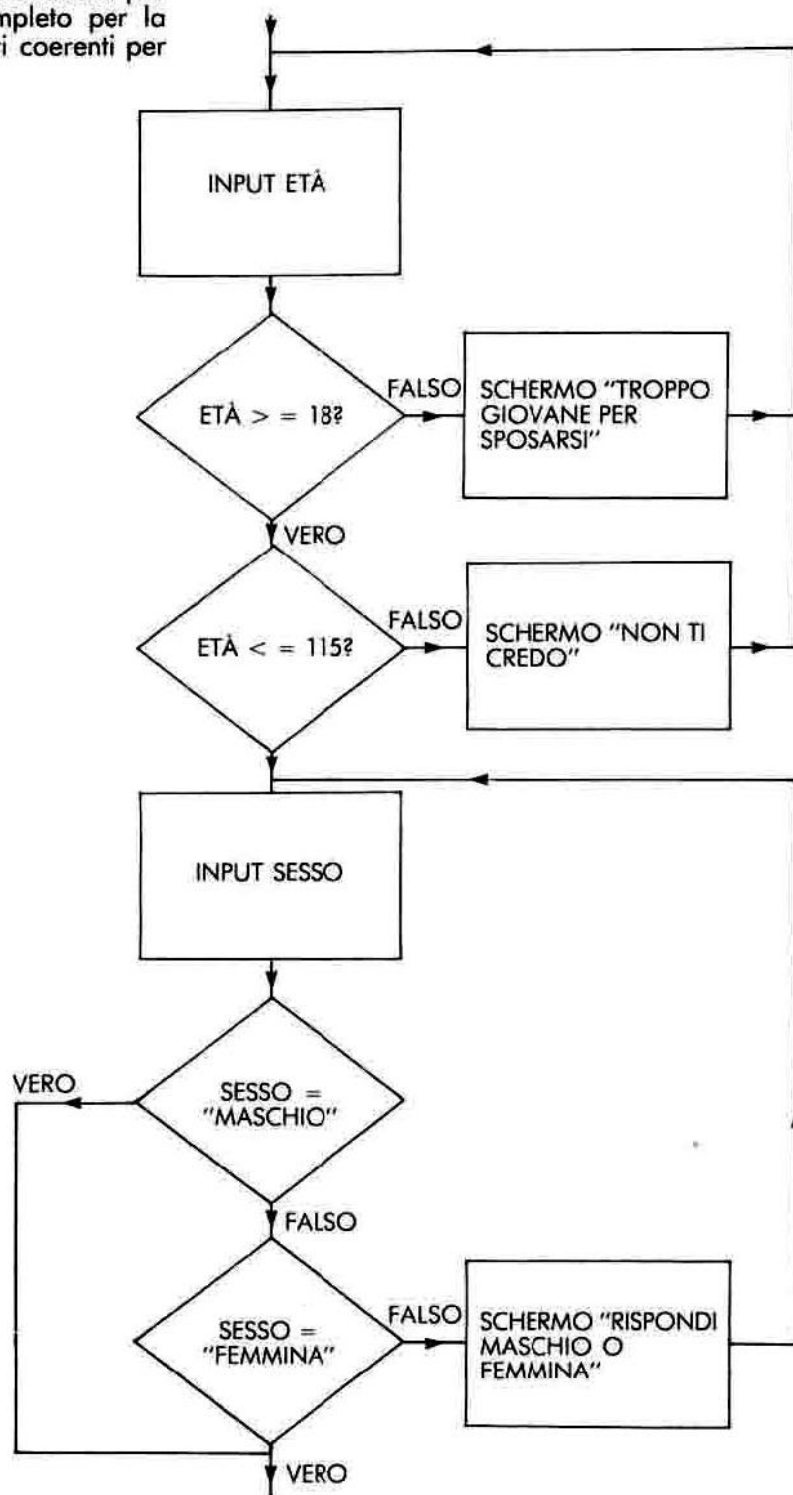 mpleto per la
ti coerenti per
INPUT ETÀ
ETÀ > = 18?
FALSO
SCHERMO "TROPPO
GIOVANE PER
SPOSARSI"
VERO
ETÀ < = 115?
FALSO
SCHERMO "NON TI
CREDO"
INPUT SESSO
SESSO =
"MASCHIO"
VERO
FALSO
SESSO =
"FEMMINA"
FALSO
SCHERMO "RISPONDI
MASCHIO O
FEMMINA"
VERO